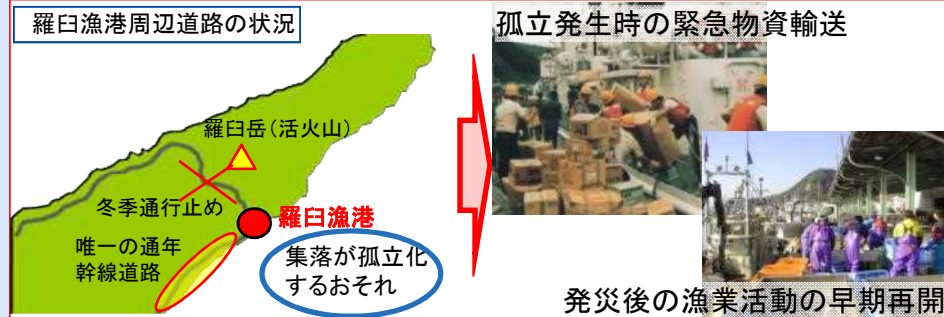 羅臼漁港周辺道路の状況
羅臼岳(活火山)
冬季通行止め
羅臼漁港
唯一の通年
幹線道路
集落が孤立化
するおそれ
孤立発生時の緊急物資輸送
発災後の漁業活動の早期再開